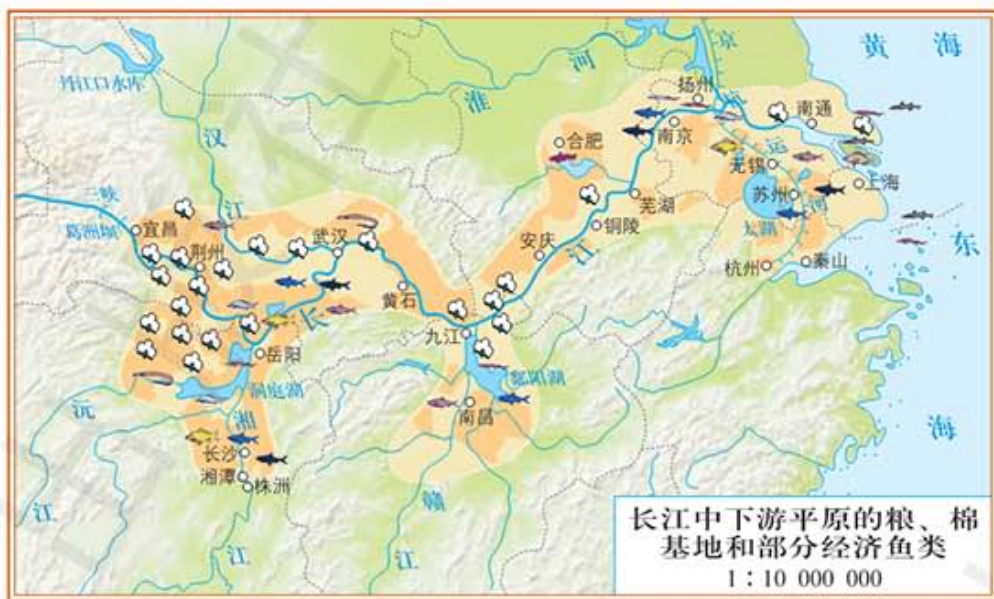 黄海
京
扬州
河
淮
丹江口水库
南通
汉
合肥
南京
运
无锡
三峡
上海
江
苏州
河
宜昌
武汉
芜湖
葛洲坝
铜陵
太湖
东
荆州
安庆
江
杭州
秦山
黄石
长
九江
岳阳
鄱阳湖
洞庭湖
沅
湘
南昌
海
长沙
湘潭
株洲
赣
江
江
江
长江中下游平原的粮、棉
基地和部分经济鱼类
1：10 000 000